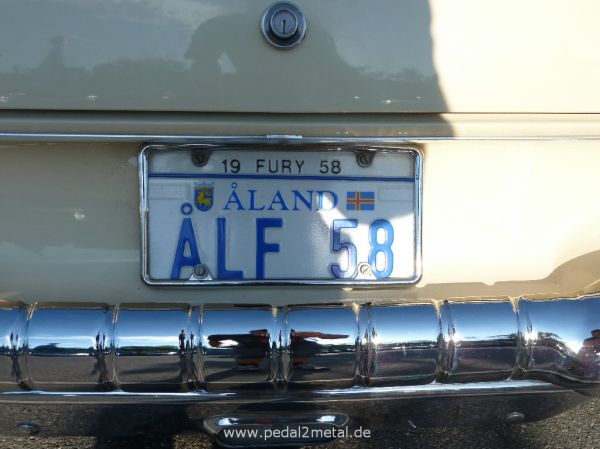 19 FURY 58
ÅLAND
ÅLF 58
www.pedal2metal.de